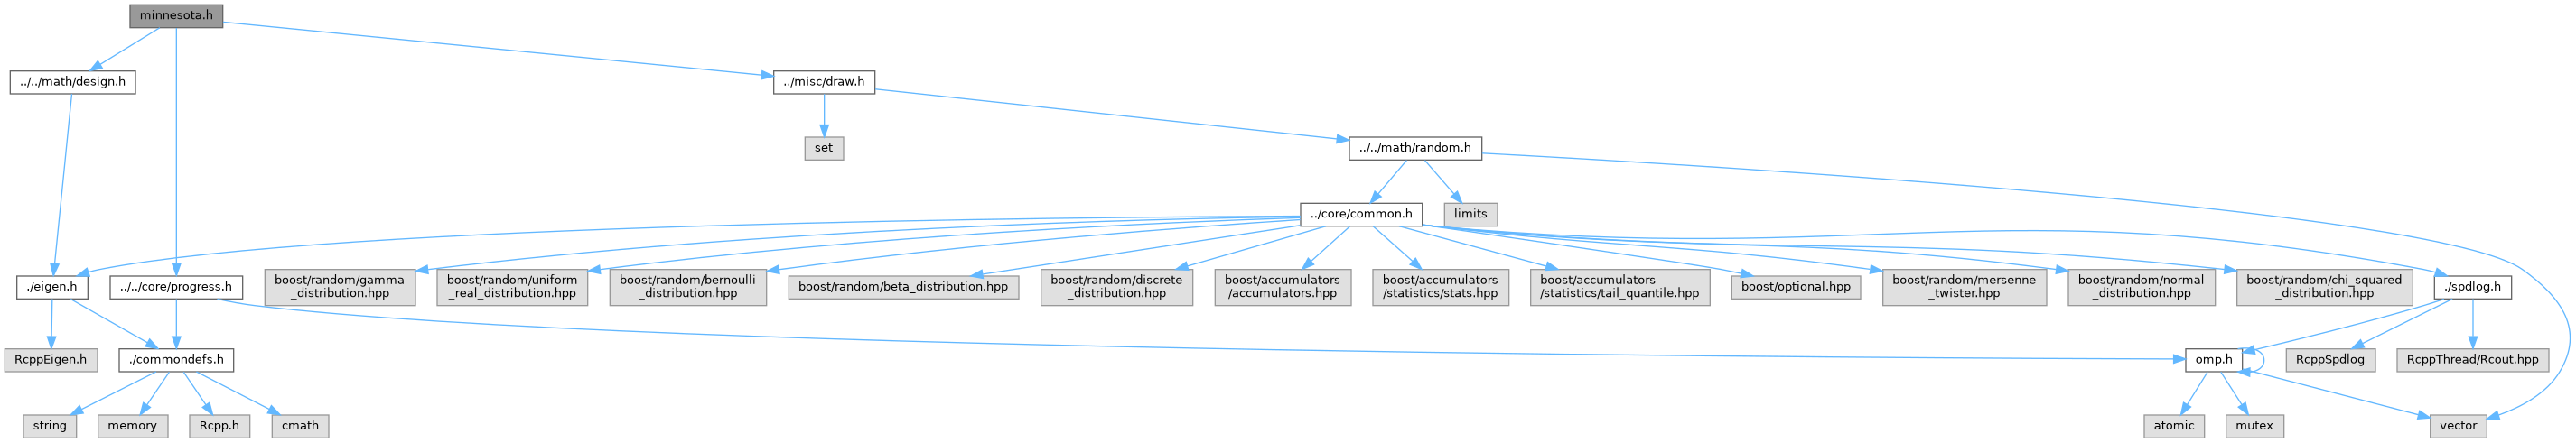 minnesota.h
../../math/design.h
../misc/draw.h
set
../../math/random.h
../core/common.h
limits
./eigen.h
../../core/progress.h
boost/random/gamma
_distribution.hpp
boost/random/uniform
_real_distribution.hpp
boost/random/bernoulli
_distribution.hpp
boost/random/beta_distribution.hpp
boost/random/discrete
_distribution.hpp
boost/accumulators
/accumulators.hpp
boost/accumulators
/statistics/stats.hpp
boost/accumulators
/statistics/tail_quantile.hpp
boost/optional.hpp
boost/random/mersenne
_twister.hpp
boost/random/normal
_distribution.hpp
boost/random/chi_squared
_distribution.hpp
./spdlog.h
RcppEigen.h
./commondefs.h
omp.h
RcppSpdlog
RcppThread/Rcout.hpp
string
memory
Rcpp.h
cmath
atomic
mutex
vector